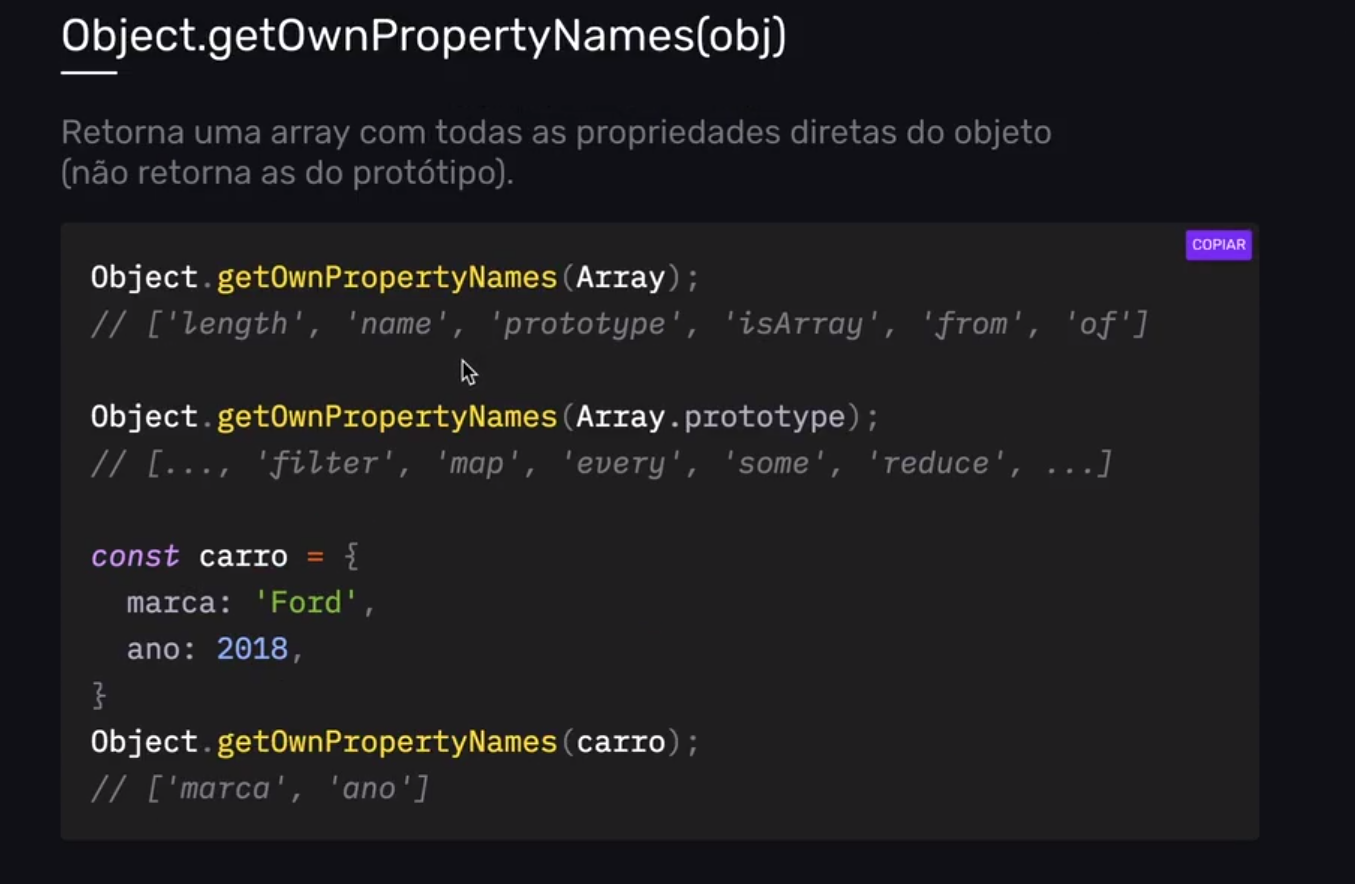 Object.getOwnPropertyNames(obj)
Retorna uma array com todas as propriedades diretas do objeto
(não retorna as do protótipo).
COPIAR
Object.getOwnPropertyNames(Array);
// ['length', 'name', 'prototype', 'isArray', 'from', 'of']
Object.getOwnPropertyNames(Array.prototype);
// [..., 'filter', 'map', 'every', 'some', 'reduce', ...]
const carro = {
  marca: 'Ford',
  ano: 2018,
}
Object.getOwnPropertyNames(carro);
// ['marca', 'ano']